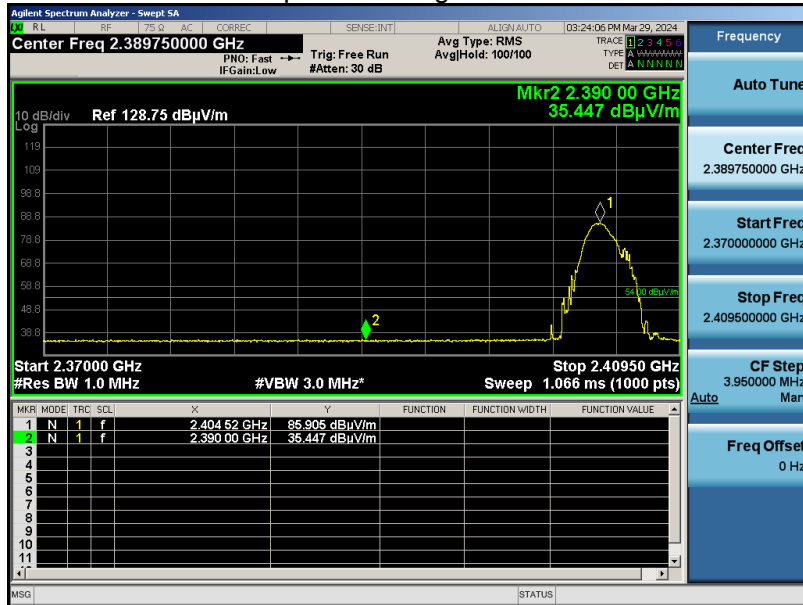 Agilent Spectrum Analyzer - Swept SA
LXI RL RF 75 Ω AC CORREC SENSE:INT ALIGN AUTO 03:24:06 PM Mar 29, 2024
Center Freq 2.389750000 GHz
PNO: Fast
IFGain:Low
Trig: Free Run
#Atten: 30 dB
Avg Type: RMS
Avg|Hold: 100/100
TRACE 1 2 3 4 5 6
TYPE A WWWWW
DET A N N N N N
Mkr2 2.390 00 GHz
35.447 dBµV/m
10 dB/div Ref 128.75 dBµV/m
Log
119
109
98.8
88.8
78.8
68.8
58.8
48.8
38.8
1
2
54.00 dBµV/m
Start 2.37000 GHz Stop 2.40950 GHz
#Res BW 1.0 MHz #VBW 3.0 MHz* Sweep 1.066 ms (1000 pts)
MKR MODE TRC SCL X Y FUNCTION FUNCTION WIDTH FUNCTION VALUE
1 N 1 f 2.404 52 GHz 85.905 dBµV/m
2 N 1 f 2.390 00 GHz 35.447 dBµV/m
3
4
5
6
7
8
9
10
11
MSG STATUS
Frequency
Auto Tune
Center Freq
2.389750000 GHz
Start Freq
2.370000000 GHz
Stop Freq
2.409500000 GHz
CF Step
3.950000 MHz
Auto Man
Freq Offset
0 Hz